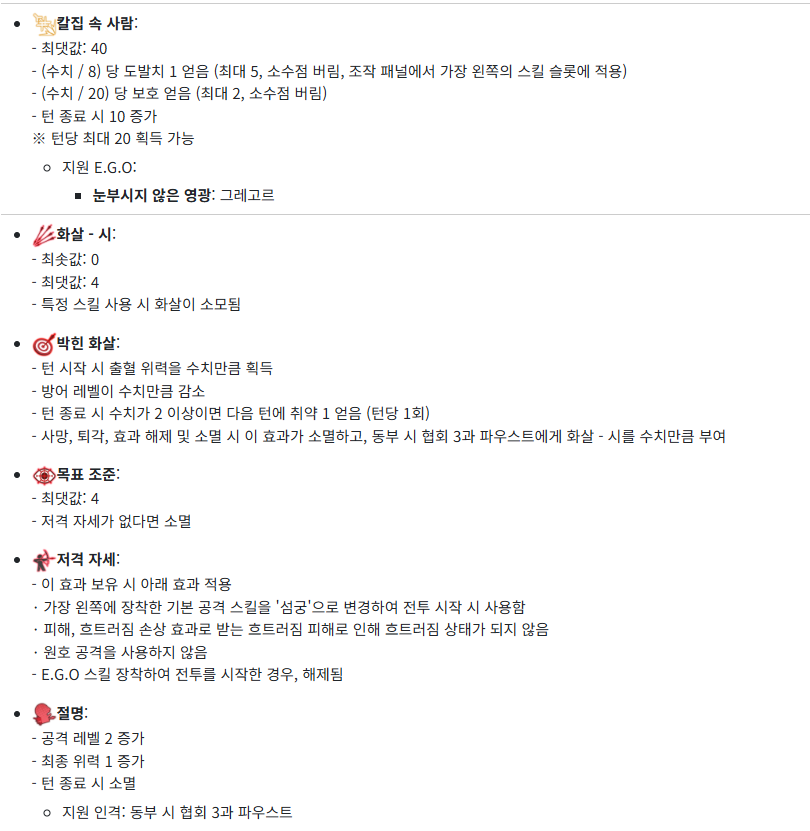 칼집 속 사람:
- 최댓값: 40
- (수치 / 8) 당 도발치 1 얻음 (최대 5, 소수점 버림, 조작 패널에서 가장 왼쪽의 스킬 슬롯에 적용)
- (수치 / 20) 당 보호 얻음 (최대 2, 소수점 버림)
- 턴 종료 시 10 증가
※ 턴당 최대 20 획득 가능
지원 E.G.O:
눈부시지 않은 영광: 그레고르
화살 - 시:
- 최솟값: 0
- 최댓값: 4
- 특정 스킬 사용 시 화살이 소모됨
박힌 화살:
- 턴 시작 시 출혈 위력을 수치만큼 획득
- 방어 레벨이 수치만큼 감소
- 턴 종료 시 수치가 2 이상이면 다음 턴에 취약 1 얻음 (턴당 1회)
- 사망, 퇴각, 효과 해제 및 소멸 시 이 효과가 소멸하고, 동부 시 협회 3과 파우스트에게 화살 - 시를 수치만큼 부여
목표 조준:
- 최댓값: 4
- 저격 자세가 없다면 소멸
저격 자세:
- 이 효과 보유 시 아래 효과 적용
· 가장 왼쪽에 장착한 기본 공격 스킬을 '섬궁'으로 변경하여 전투 시작 시 사용함
· 피해, 흐트러짐 손상 효과로 받는 흐트러짐 피해로 인해 흐트러짐 상태가 되지 않음
· 원호 공격을 사용하지 않음
- E.G.O 스킬 장착하여 전투를 시작한 경우, 해제됨
절명:
- 공격 레벨 2 증가
- 최종 위력 1 증가
- 턴 종료 시 소멸
지원 인격: 동부 시 협회 3과 파우스트